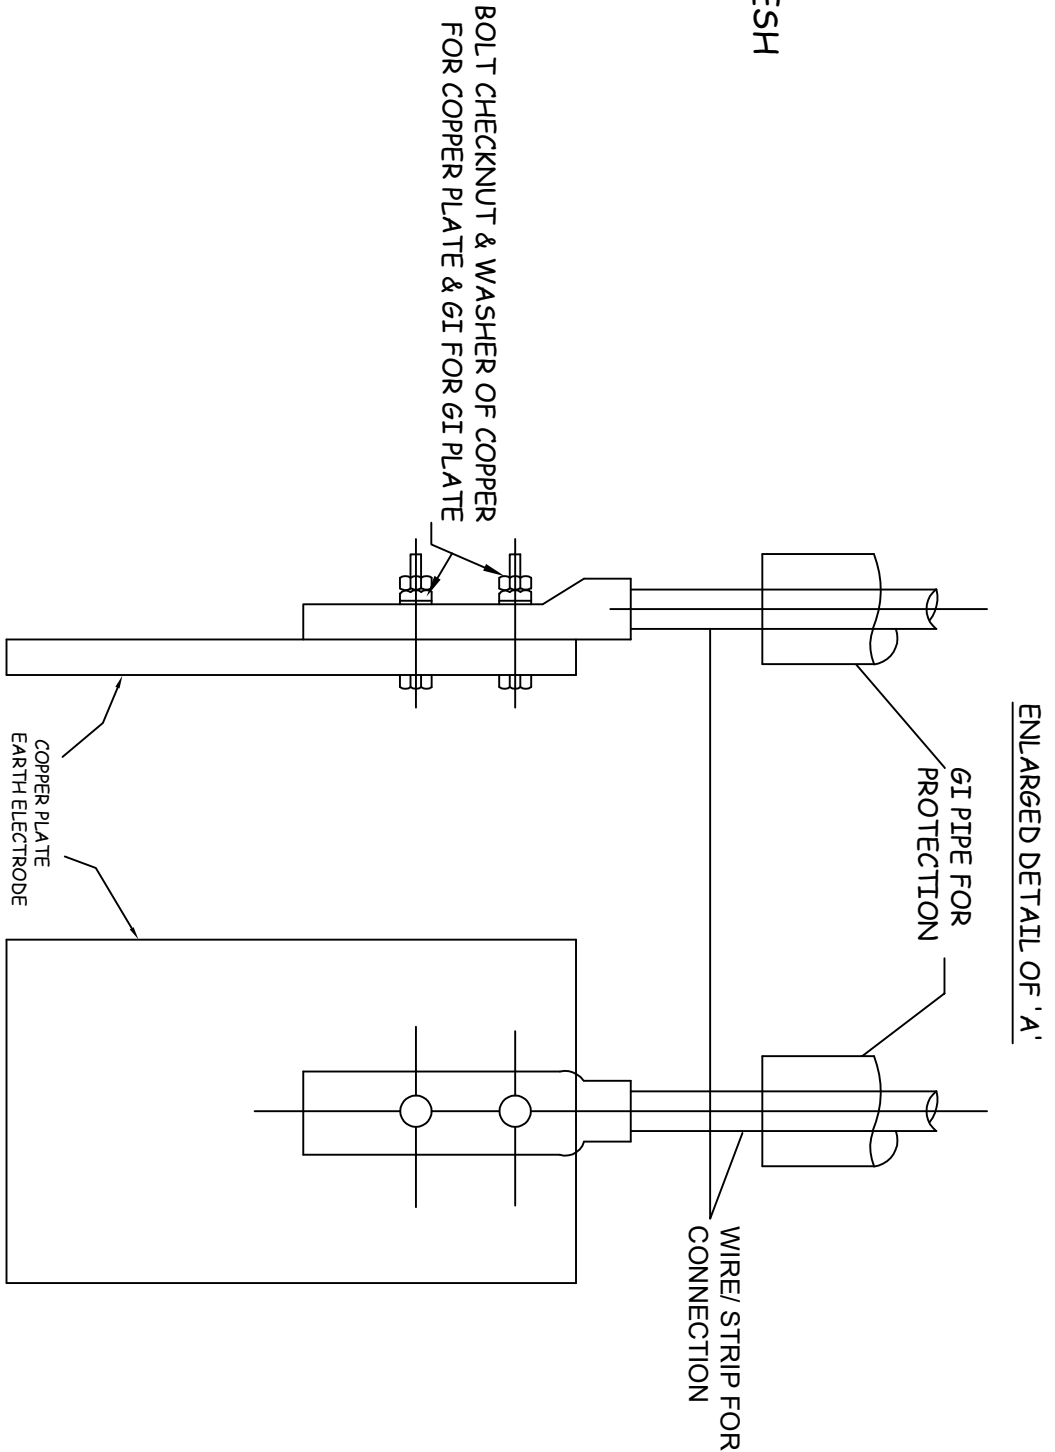 ENLARGED DETAIL OF 'A'
GI PIPE FOR
PROTECTION
WIRE/ STRIP FOR
CONNECTION
BOLT CHECKNUT & WASHER OF COPPER
FOR COPPER PLATE & GI FOR GI PLATE
COPPER PLATE
EARTH ELECTRODE